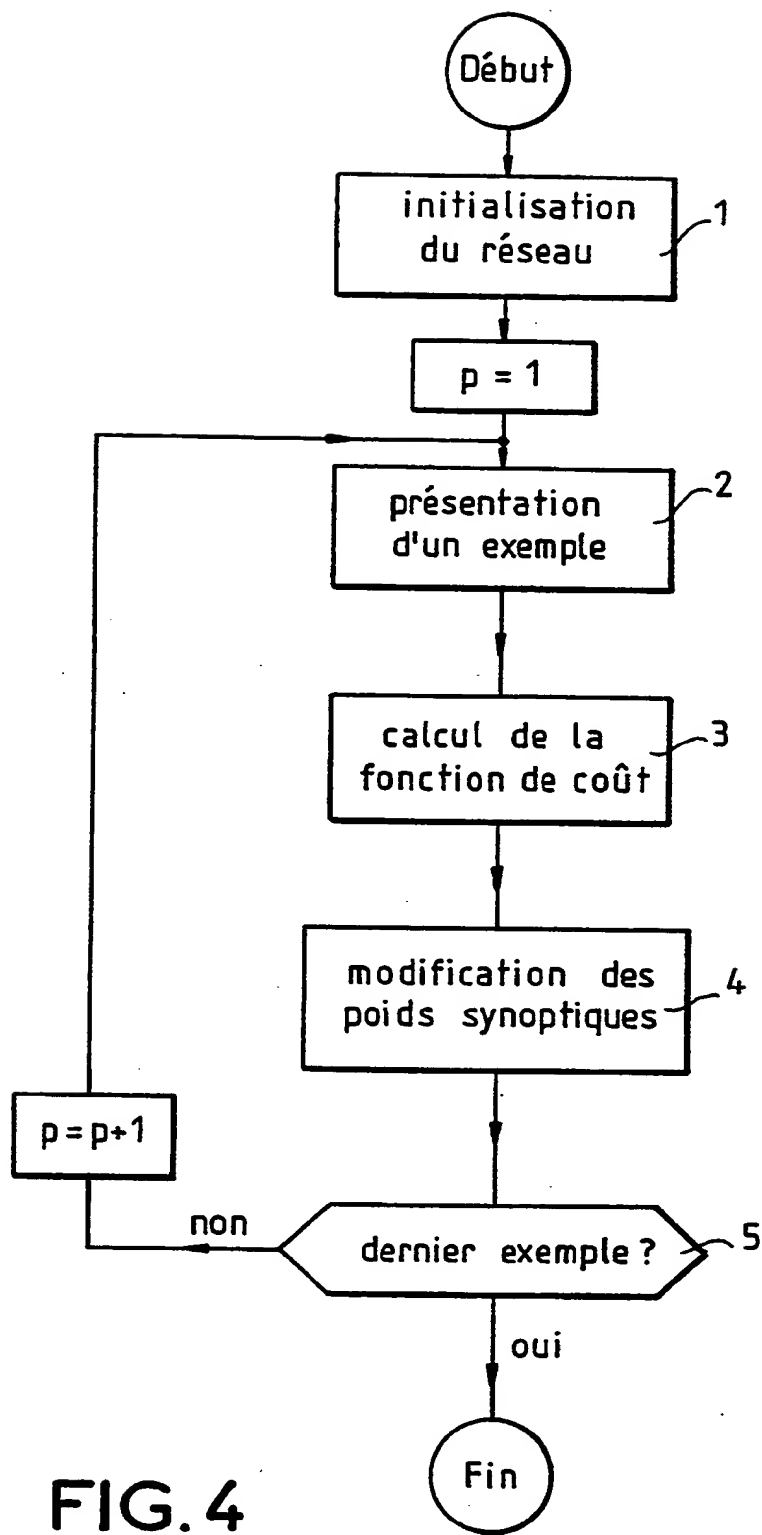 Début
initialisation
du réseau
1
p = 1
présentation
d'un exemple
2
calcul de la
fonction de coût
3
modification des
poids synoptiques
4
p=p+1
non
dernier exemple ?
5
oui
Fin
FIG. 4